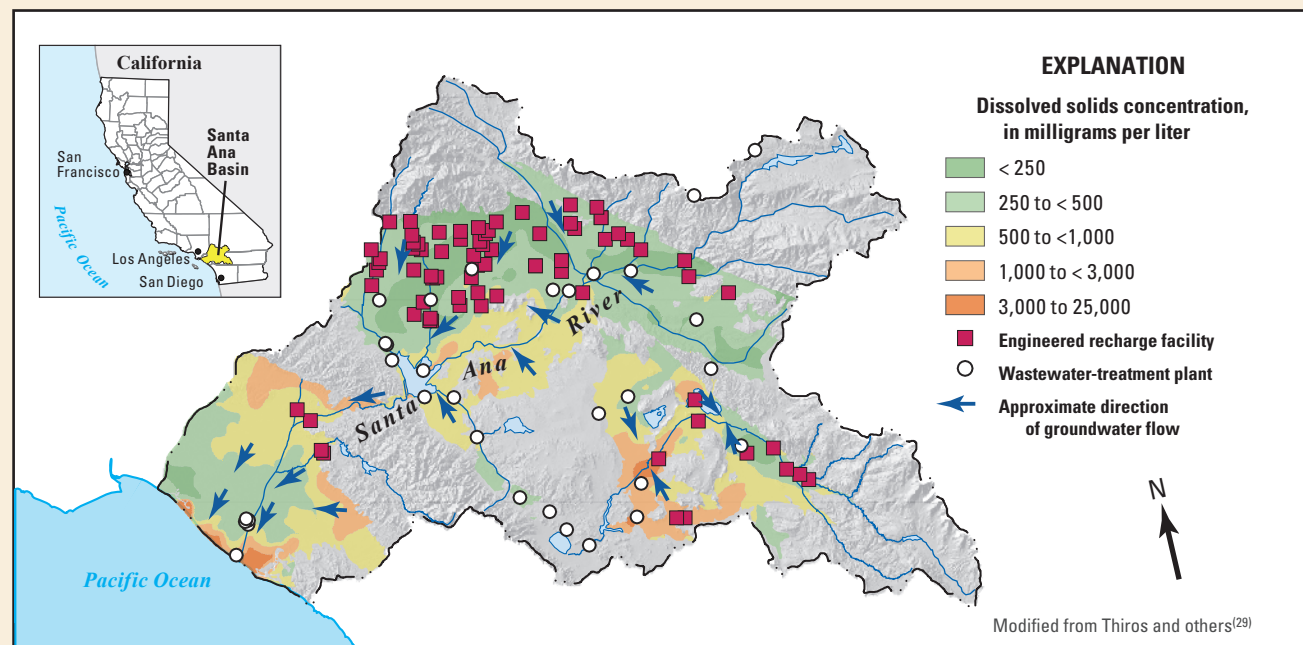 California
Santa
Ana
Basin
San
Francisco
Pacific Ocean
Los Angeles
San Diego
EXPLANATION
Dissolved solids concentration,
in milligrams per liter
< 250
250 to < 500
500 to <1,000
1,000 to < 3,000
3,000 to 25,000
Engineered recharge facility
Wastewater-treatment plant
Approximate direction
of groundwater flow
Santa Ana River
Pacific Ocean
N
Modified from Thiros and others(29)